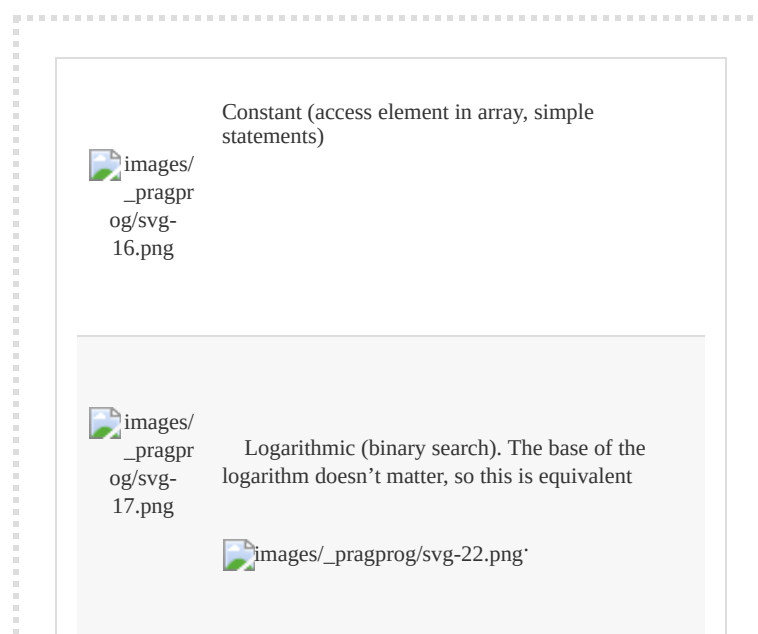 Constant (access element in array, simple
statements)
images/
_pragpr
og/svg-
16.png
images/
_pragpr
og/svg-
17.png
Logarithmic (binary search). The base of the
logarithm doesn’t matter, so this is equivalent
images/_pragprog/svg-22.png.